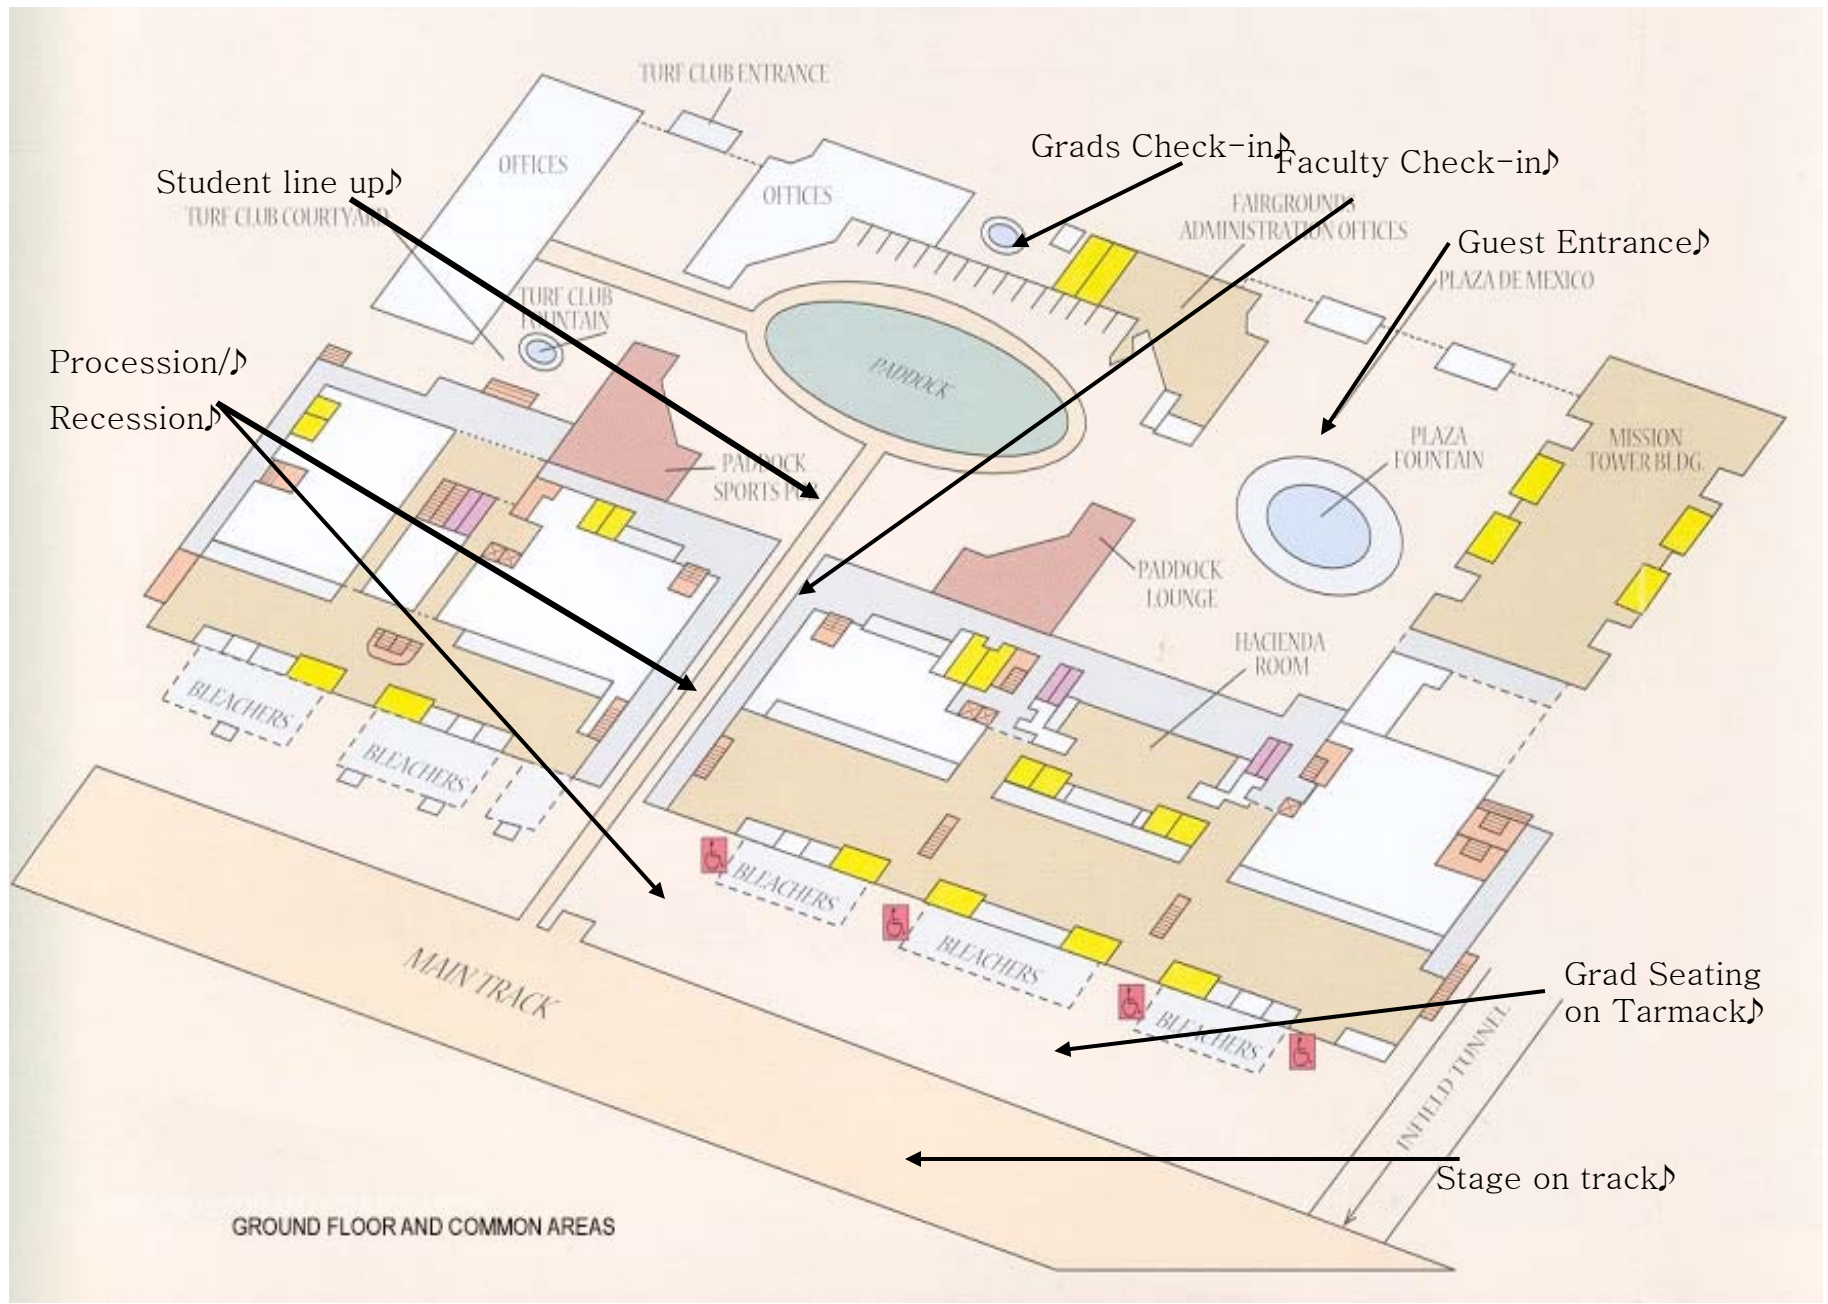 TURF CLUB ENTRANCE
Grads Check-in♪
Faculty Check-in♪
OFFICES
OFFICES
Student line up♪
TURF CLUB COURTYARD
FAIRGROUNDS
ADMINISTRATION OFFICES
Guest Entrance♪
PLAZA DE MEXICO
TURF CLUB
FOUNTAIN
Procession/♪
Recession♪
PADDOCK
PLAZA
FOUNTAIN
MISSION
TOWER BLDG.
PADDOCK
SPORTS PUB
PADDOCK
LOUNGE
HACIENDA
ROOM
BLEACHERS
BLEACHERS
BLEACHERS
BLEACHERS
BLEACHERS
MAIN TRACK
Grad Seating
on Tarmack♪
INFIELD TUNNEL
Stage on track♪
GROUND FLOOR AND COMMON AREAS